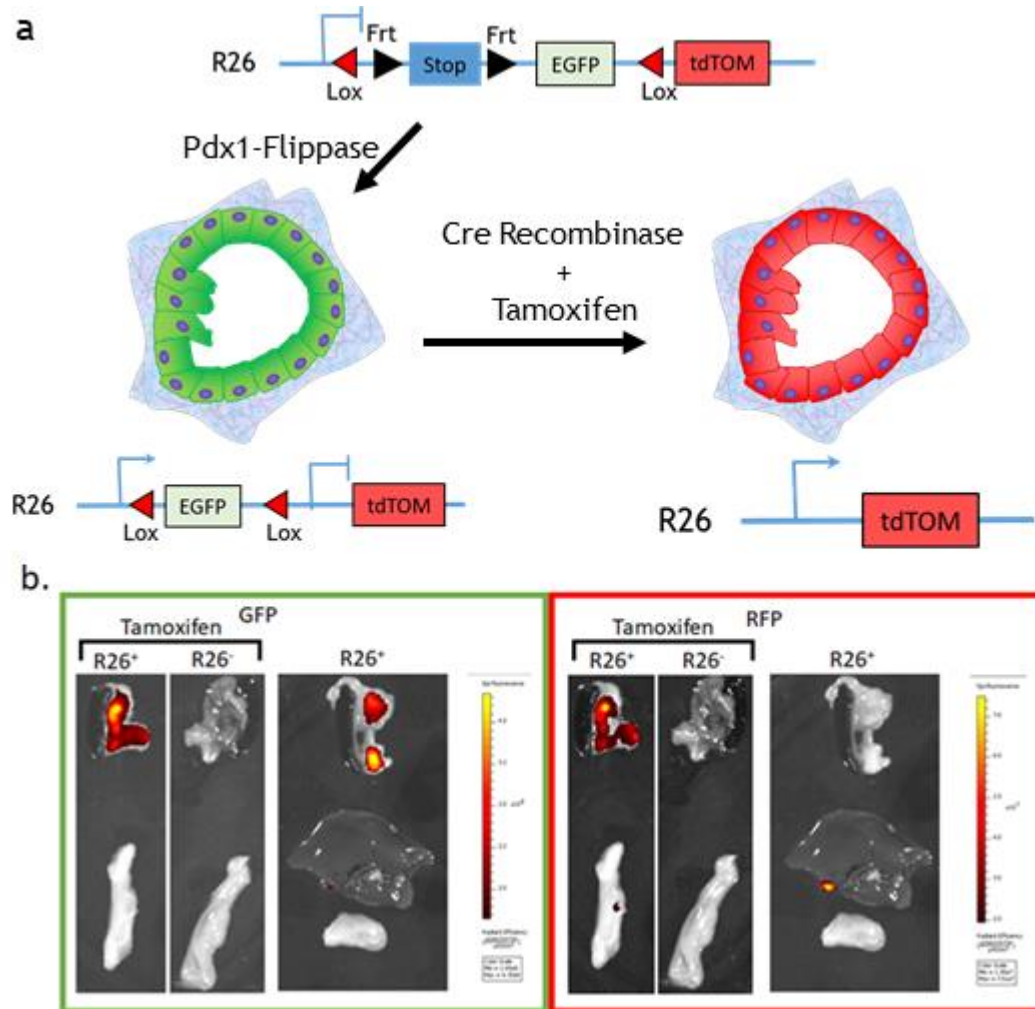 a
R26
Frt
Frt
Stop
EGFP
tdTOM
Lox
Lox
Pdx1-Flippase
Cre Recombinase
+
Tamoxifen
R26
EGFP
tdTOM
Lox
Lox
R26
tdTOM
b.
GFP
Tamoxifen
R26+
R26-
R26+
RFP
Tamoxifen
R26+
R26-
R26+